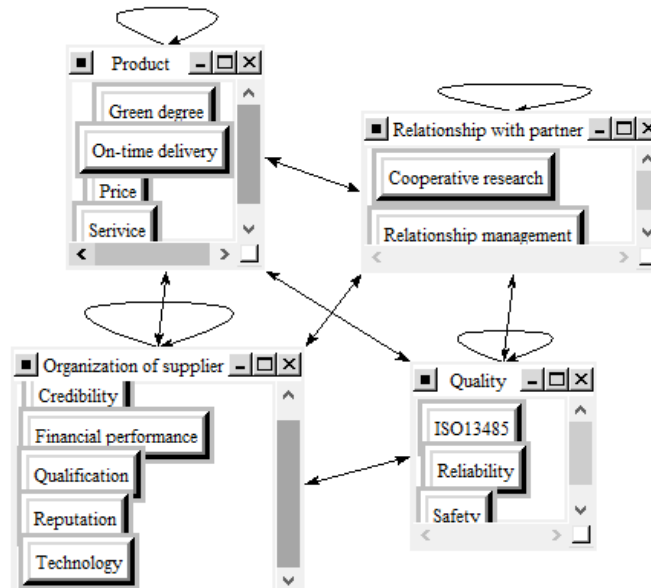 Product
Green degree
On-time delivery
Price
Serivice
Relationship with partner
Cooperative research
Relationship management
Organization of supplier
Credibility
Financial performance
Qualification
Reputation
Technology
Quality
ISO13485
Reliability
Safety